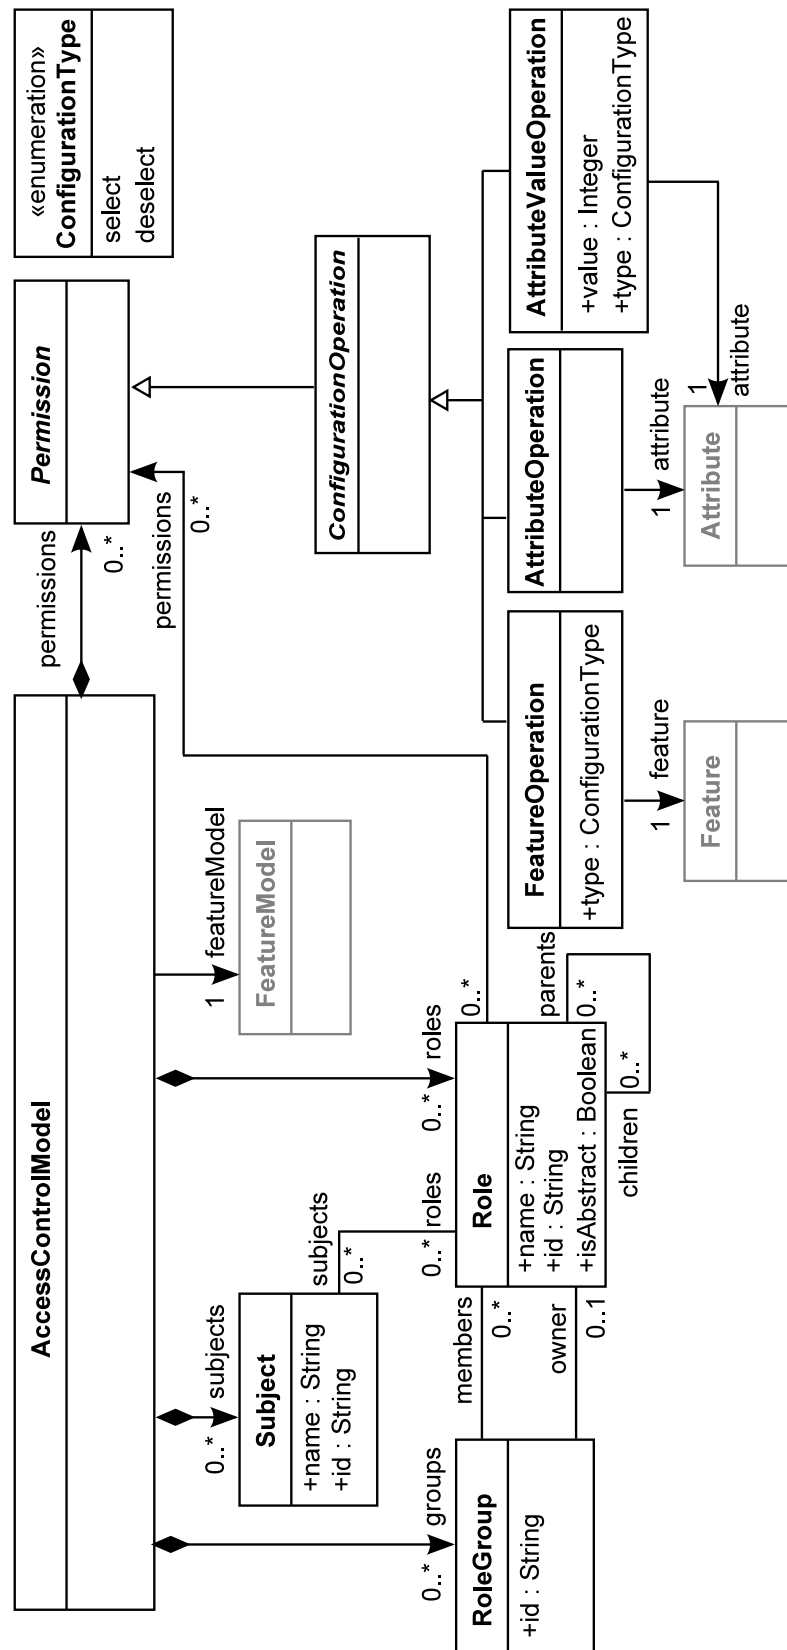 AccessControlModel
permissions
0..*
Permission
«enumeration»
ConfigurationType
select
deselect
groups
0..*
subjects
0..*
roles
0..*
1
featureModel
FeatureModel
permissions
0..*
Subject
+name : String
+id : String
subjects
0..*
0..*
roles
ConfigurationOperation
RoleGroup
+id : String
members
0..*
owner
0..1
Role
+name : String
+id : String
+isAbstract : Boolean
0..*
parents
0..*
children
0..*
FeatureOperation
+type : ConfigurationType
AttributeOperation
AttributeValueOperation
+value : Integer
+type : ConfigurationType
1
feature
1
attribute
1
attribute
Feature
Attribute